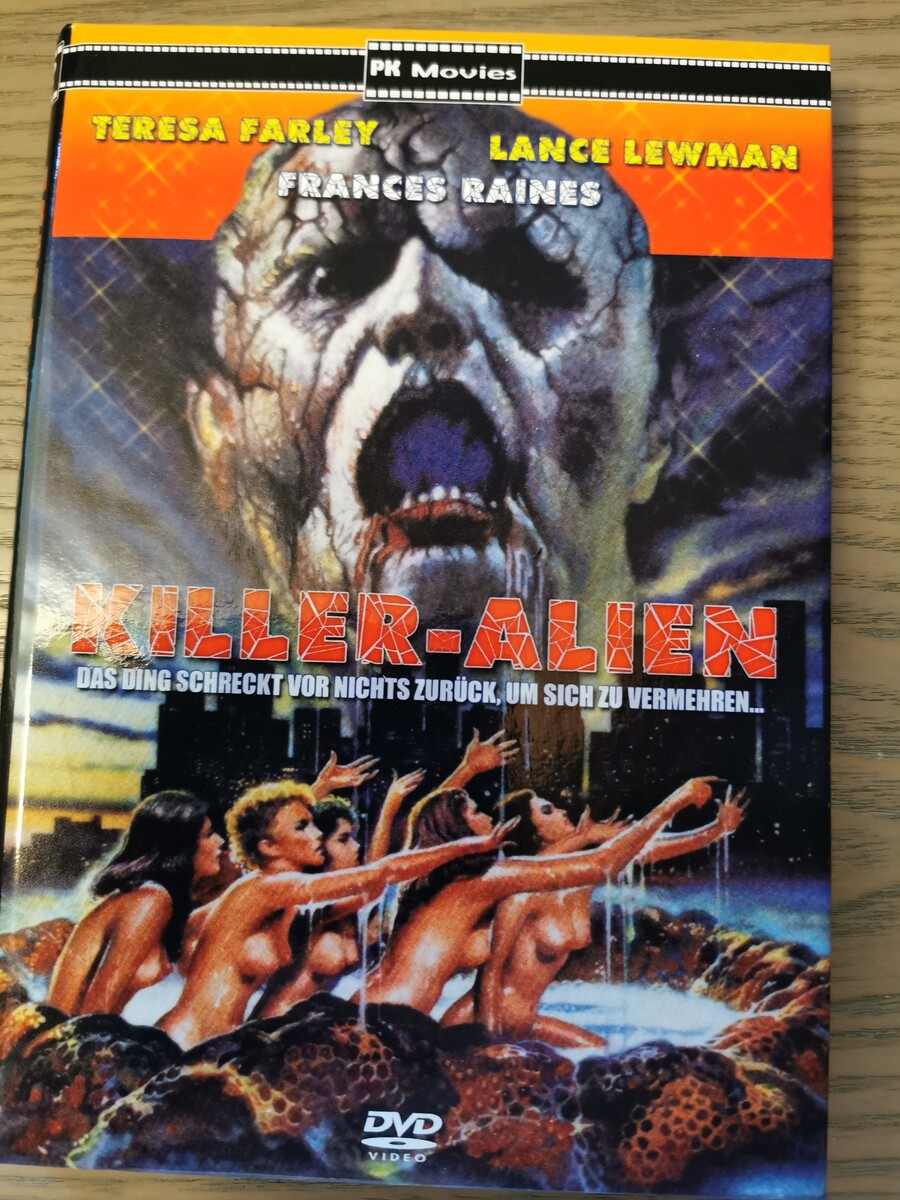 PK Movies
TERESA FARLEY
LANCE LEWMAN
FRANCES RAINES
KILLER-ALIEN
DAS DING SCHRECKT VOR NICHTS ZURÜCK, UM SICH ZU VERMEHREN...
DVD
VIDEO